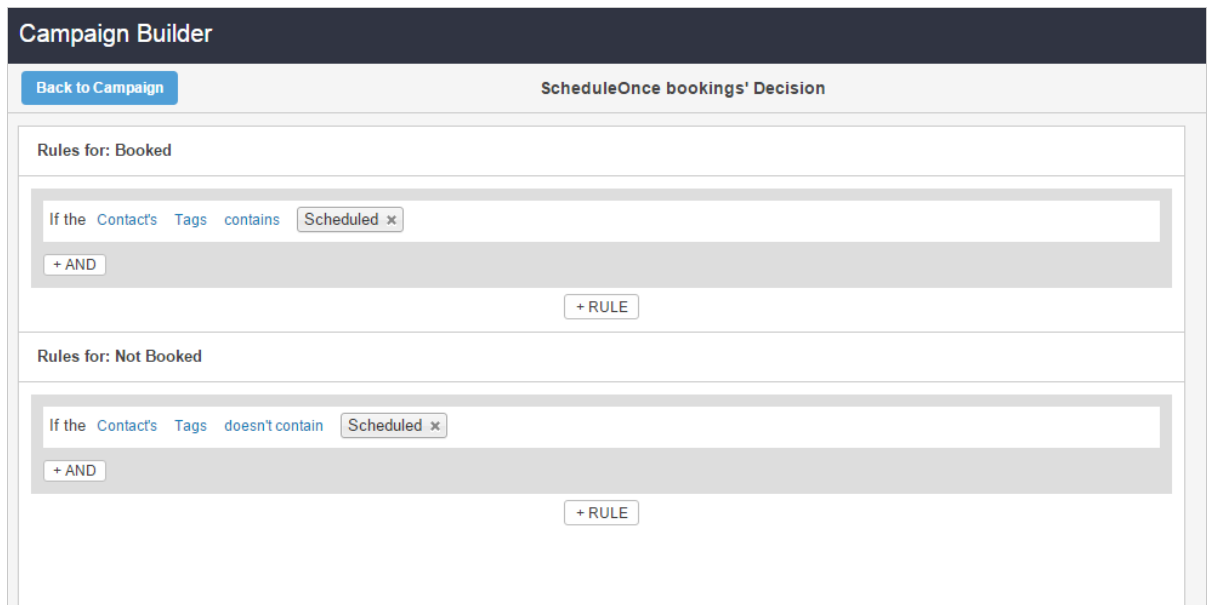 Campaign Builder
Back to Campaign ScheduleOnce bookings' Decision
Rules for: Booked
If the Contact's Tags contains Scheduled ×
+ AND
+ RULE
Rules for: Not Booked
If the Contact's Tags doesn't contain Scheduled ×
+ AND
+ RULE